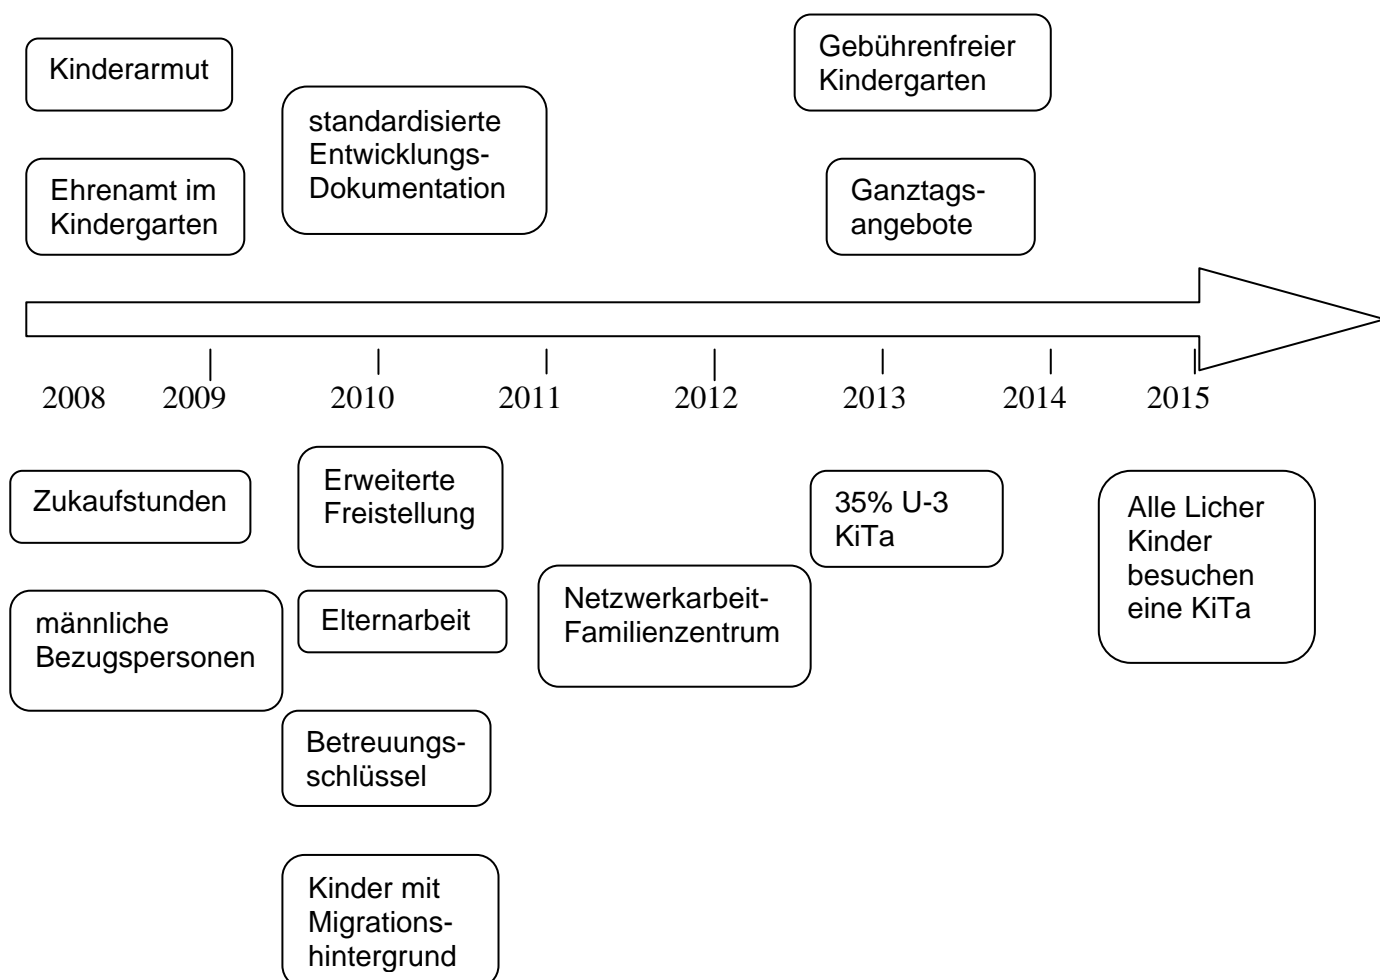 Kinderarmut
Ehrenamt im
Kindergarten
standardisierte
Entwicklungs-
Dokumentation
Gebührenfreier
Kindergarten
Ganztags-
angebote
2008 2009 2010 2011 2012 2013 2014 2015
Zukaufstunden
männliche
Bezugspersonen
Erweiterte
Freistellung
Elternarbeit
Betreuungs-
schlüssel
Kinder mit
Migrations-
hintergrund
Netzwerkarbeit-
Familienzentrum
35% U-3
KiTa
Alle Licher
Kinder
besuchen
eine KiTa